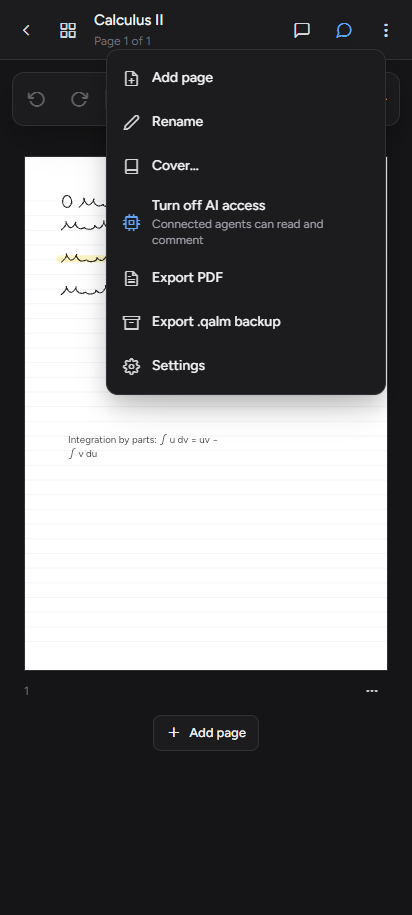 Calculus II
Page 1 of 1
Add page
Rename
Cover...
Turn off AI access
Connected agents can read and
comment
Export PDF
Export .qalm backup
Settings
Integration by parts: ∫ u dv = uv −
∫ v du
1
Add page